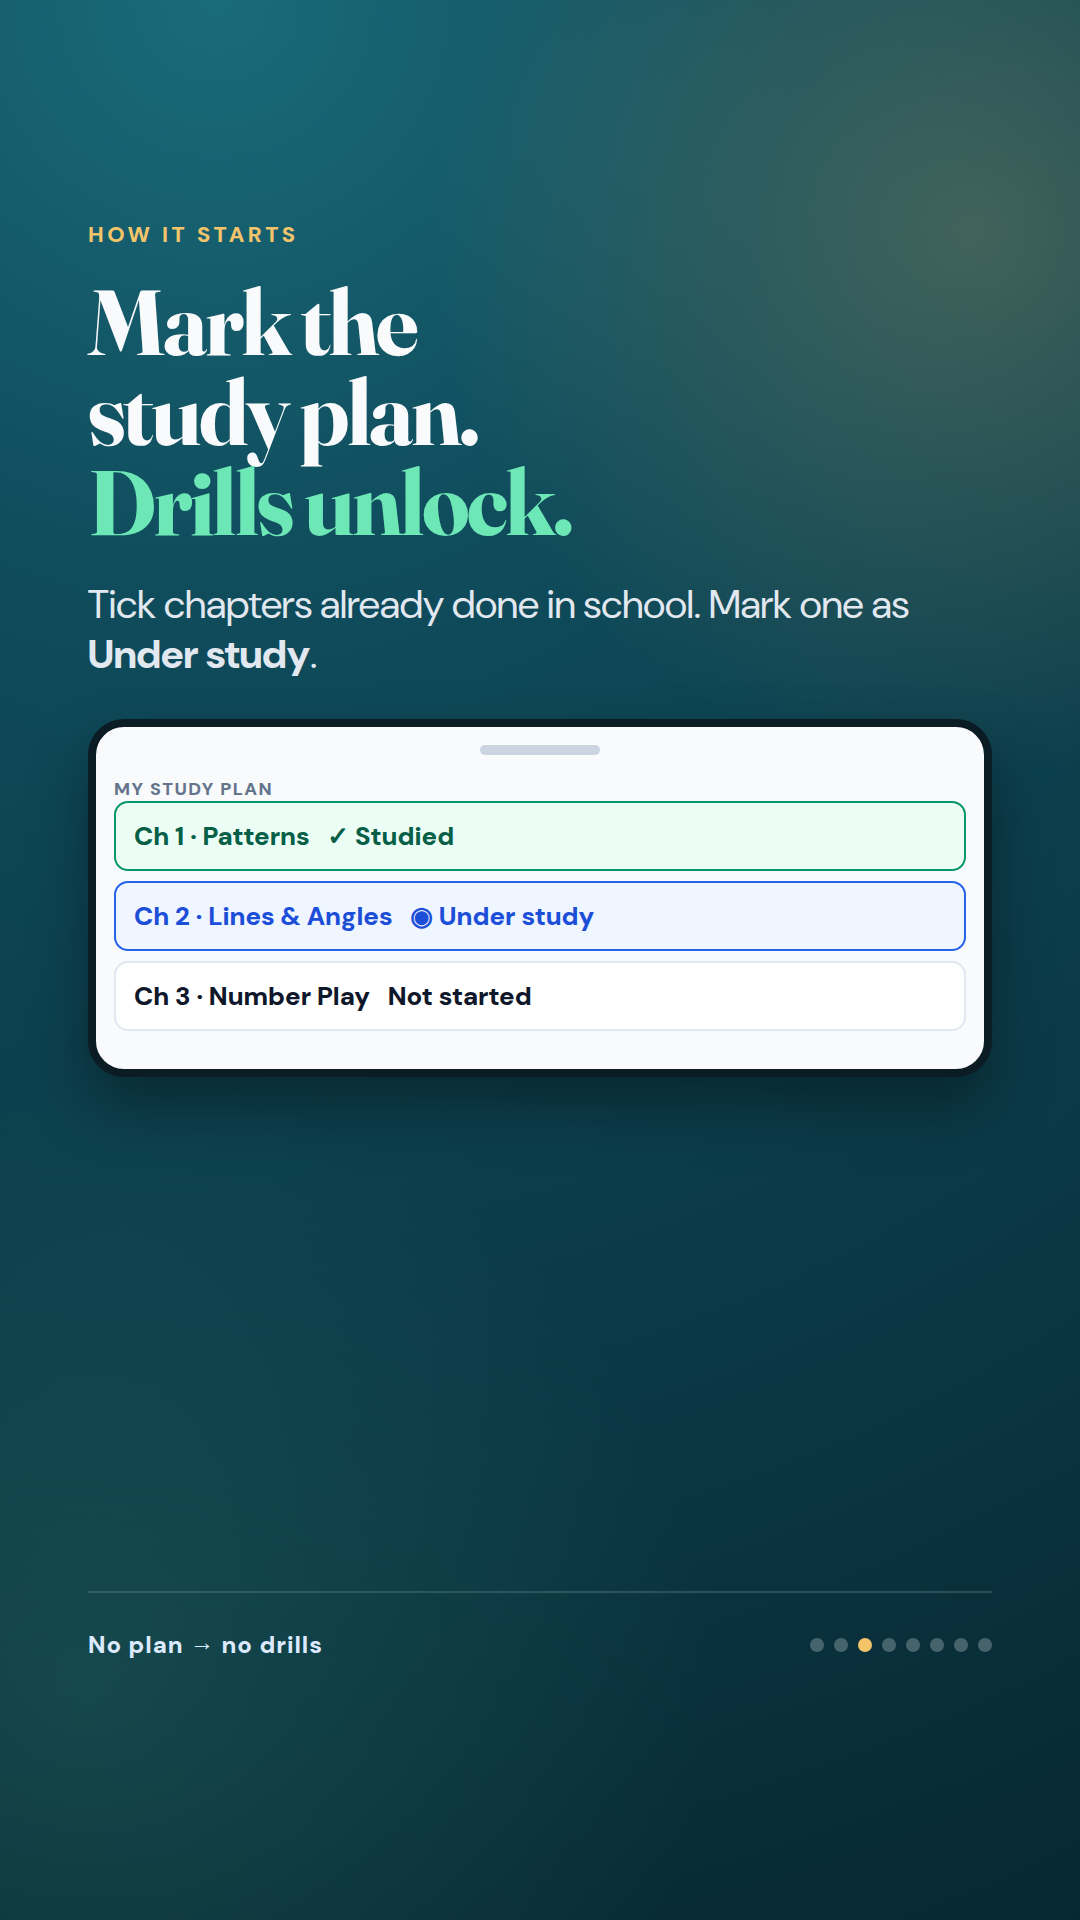 HOW IT STARTS
Mark the
study plan.
Drills unlock.
Tick chapters already done in school. Mark one as
Under study.
MY STUDY PLAN
Ch 1 · Patterns ✓ Studied
Ch 2 · Lines & Angles ◉ Under study
Ch 3 · Number Play Not started
No plan → no drills